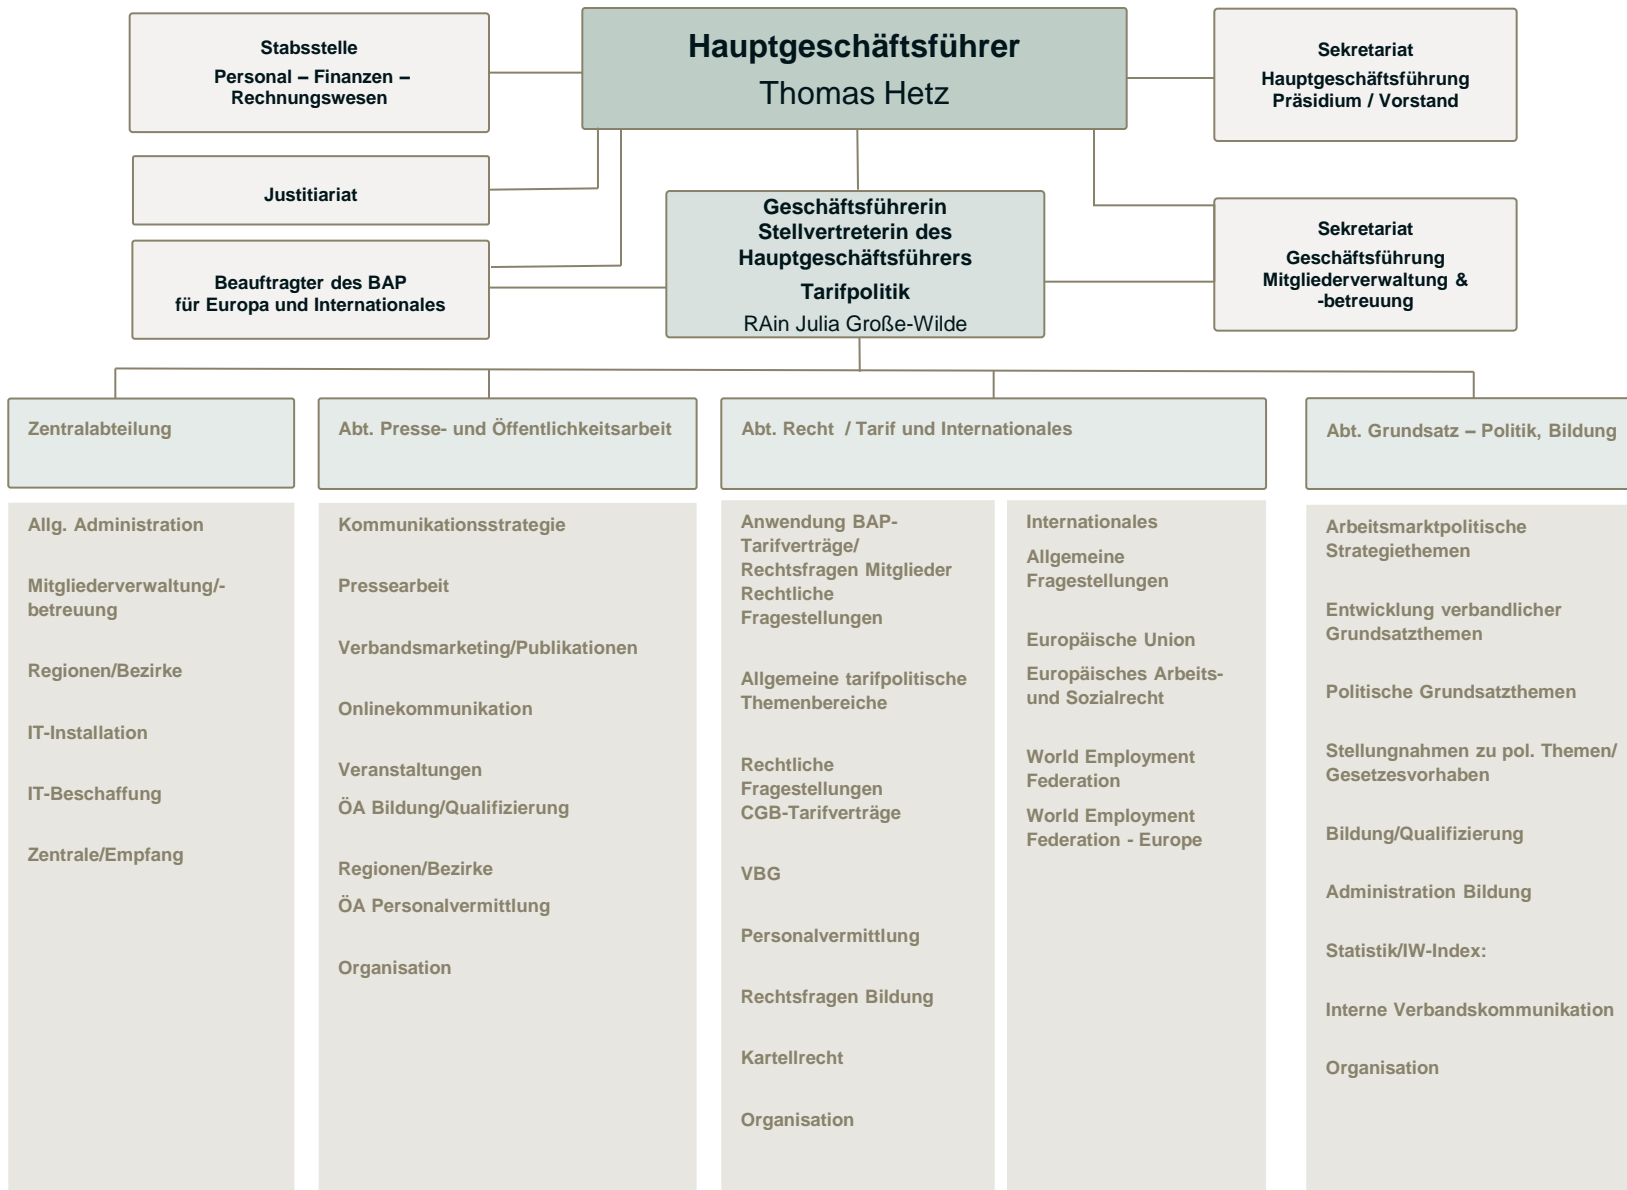 Stabsstelle
Personal – Finanzen –
Rechnungswesen
Hauptgeschäftsführer
Thomas Hetz
Sekretariat
Hauptgeschäftsführung
Präsidium / Vorstand
Justitiariat
Beauftragter des BAP
für Europa und Internationales
Geschäftsführerin
Stellvertreterin des
Hauptgeschäftsführers
Tarifpolitik
RAin Julia Große-Wilde
Sekretariat
Geschäftsführung
Mitgliederverwaltung &
-betreuung
Zentralabteilung
Allg. Administration
Mitgliederverwaltung/-
betreuung
Regionen/Bezirke
IT-Installation
IT-Beschaffung
Zentrale/Empfang
Abt. Presse- und Öffentlichkeitsarbeit
Kommunikationsstrategie
Pressearbeit
Verbandsmarketing/Publikationen
Onlinekommunikation
Veranstaltungen
ÖA Bildung/Qualifizierung
Regionen/Bezirke
ÖA Personalvermittlung
Organisation
Abt. Recht / Tarif und Internationales
Anwendung BAP-
Tarifverträge/
Rechtsfragen Mitglieder
Rechtliche
Fragestellungen
Allgemeine tarifpolitische
Themenbereiche
Rechtliche
Fragestellungen
CGB-Tarifverträge
VBG
Personalvermittlung
Rechtsfragen Bildung
Kartellrecht
Organisation
Internationales
Allgemeine
Fragestellungen
Europäische Union
Europäisches Arbeits-
und Sozialrecht
World Employment
Federation
World Employment
Federation - Europe
Abt. Grundsatz – Politik, Bildung
Arbeitsmarktpolitische
Strategiethemen
Entwicklung verbandlicher
Grundsatzthemen
Politische Grundsatzthemen
Stellungnahmen zu pol. Themen/
Gesetzesvorhaben
Bildung/Qualifizierung
Administration Bildung
Statistik/IW-Index:
Interne Verbandskommunikation
Organisation